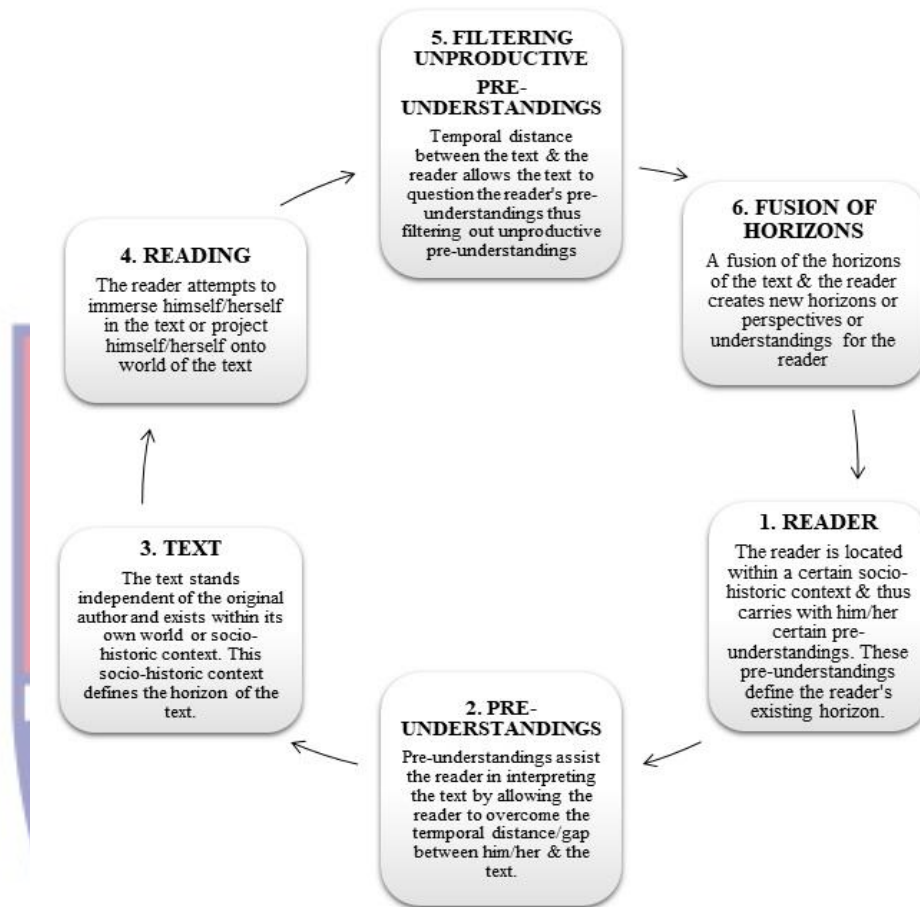 5. FILTERING
UNPRODUCTIVE
PRE-
UNDERSTANDINGS
Temporal distance
between the text & the
reader allows the text to
question the reader's pre-
understandings thus
filtering out unproductive
pre-understandings
6. FUSION OF
HORIZONS
A fusion of the horizons
of the text & the reader
creates new horizons or
perspectives or
understandings for the
reader
1. READER
The reader is located
within a certain socio-
historic context & thus
carries with him/her
certain pre-
understandings. These
pre-understandings
define the reader's
existing horizon.
2. PRE-
UNDERSTANDINGS
Pre-understandings assist
the reader in interpreting
the text by allowing the
reader to overcome the
temporal distance/gap
between him/her & the
text.
3. TEXT
The text stands
independent of the original
author and exists within its
own world or socio-
historic context. This
socio-historic context
defines the horizon of the
text.
4. READING
The reader attempts to
immerse himself/herself
in the text or project
himself/herself onto
world of the text